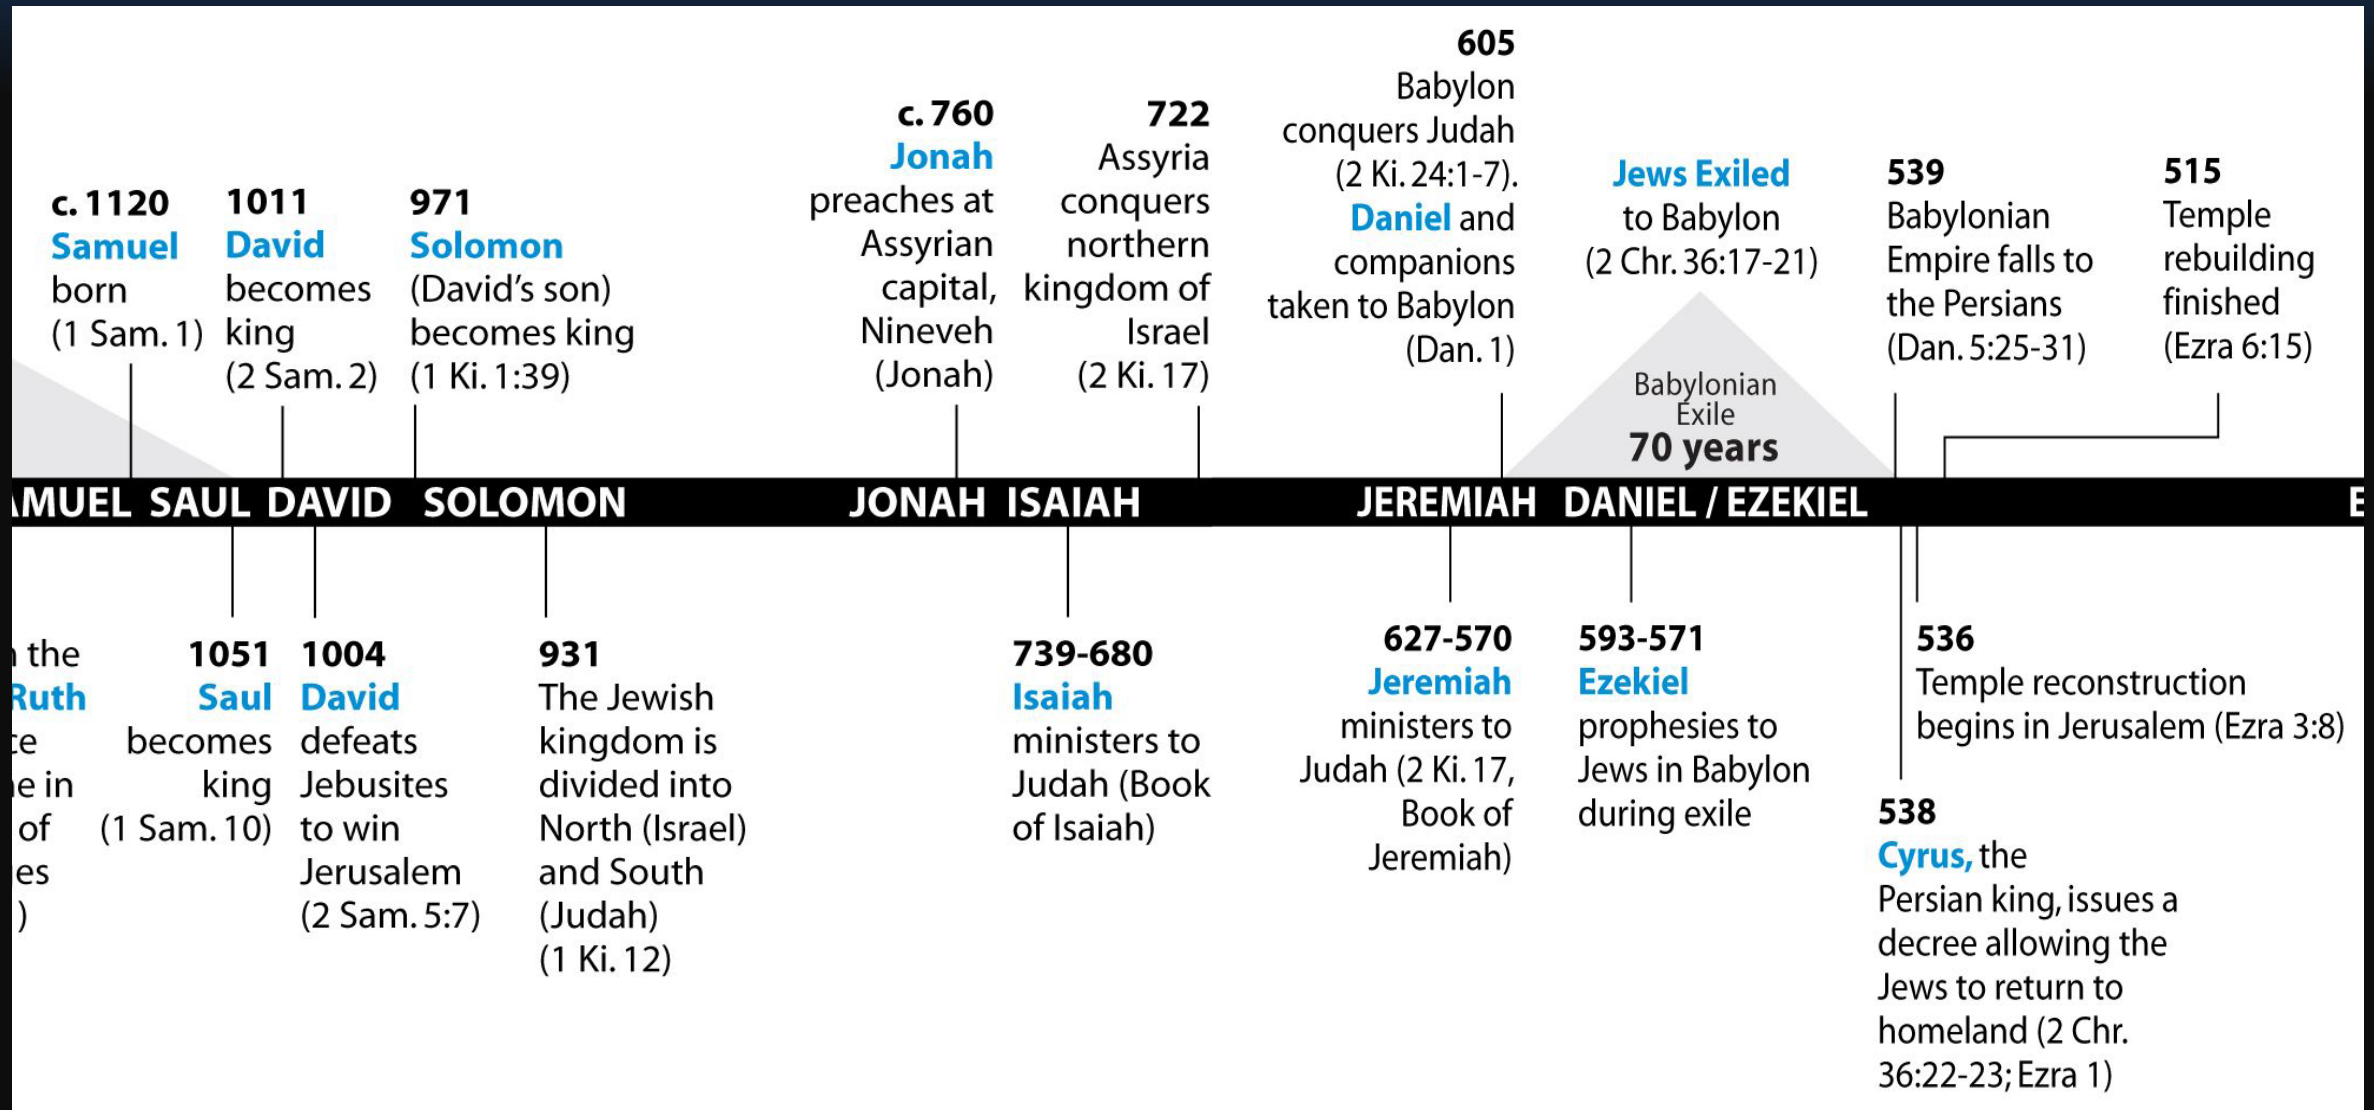 c. 1120
Samuel
born
(1 Sam. 1)
1011
David
becomes
king
(2 Sam. 2)
971
Solomon
(David's son)
becomes king
(1 Ki. 1:39)
c. 760
Jonah
preaches at
Assyrian
capital,
Nineveh
(Jonah)
722
Assyria
conquers
northern
kingdom of
Israel
(2 Ki. 17)
605
Babylon
conquers Judah
(2 Ki. 24:1-7).
Daniel and
companions
taken to Babylon
(Dan. 1)
Jews Exiled
to Babylon
(2 Chr. 36:17-21)
Babylonian
Exile
70 years
539
Babylonian
Empire falls to
the Persians
(Dan. 5:25-31)
515
Temple
rebuilding
finished
(Ezra 6:15)
AMUEL SAUL DAVID SOLOMON JONAH ISAIAH JEREMIAH DANIEL / EZEKIEL
the
Ruth
in
of
es
)
1051
Saul
becomes
king
(1 Sam. 10)
1004
David
defeats
Jebusites
to win
Jerusalem
(2 Sam. 5:7)
931
The Jewish
kingdom is
divided into
North (Israel)
and South
(Judah)
(1 Ki. 12)
739-680
Isaiah
ministers to
Judah (Book
of Isaiah)
627-570
Jeremiah
ministers to
Judah (2 Ki. 17,
Book of
Jeremiah)
593-571
Ezekiel
prophesies to
Jews in Babylon
during exile
536
Temple reconstruction
begins in Jerusalem (Ezra 3:8)
538
Cyrus, the
Persian king, issues a
decree allowing the
Jews to return to
homeland (2 Chr.
36:22-23; Ezra 1)